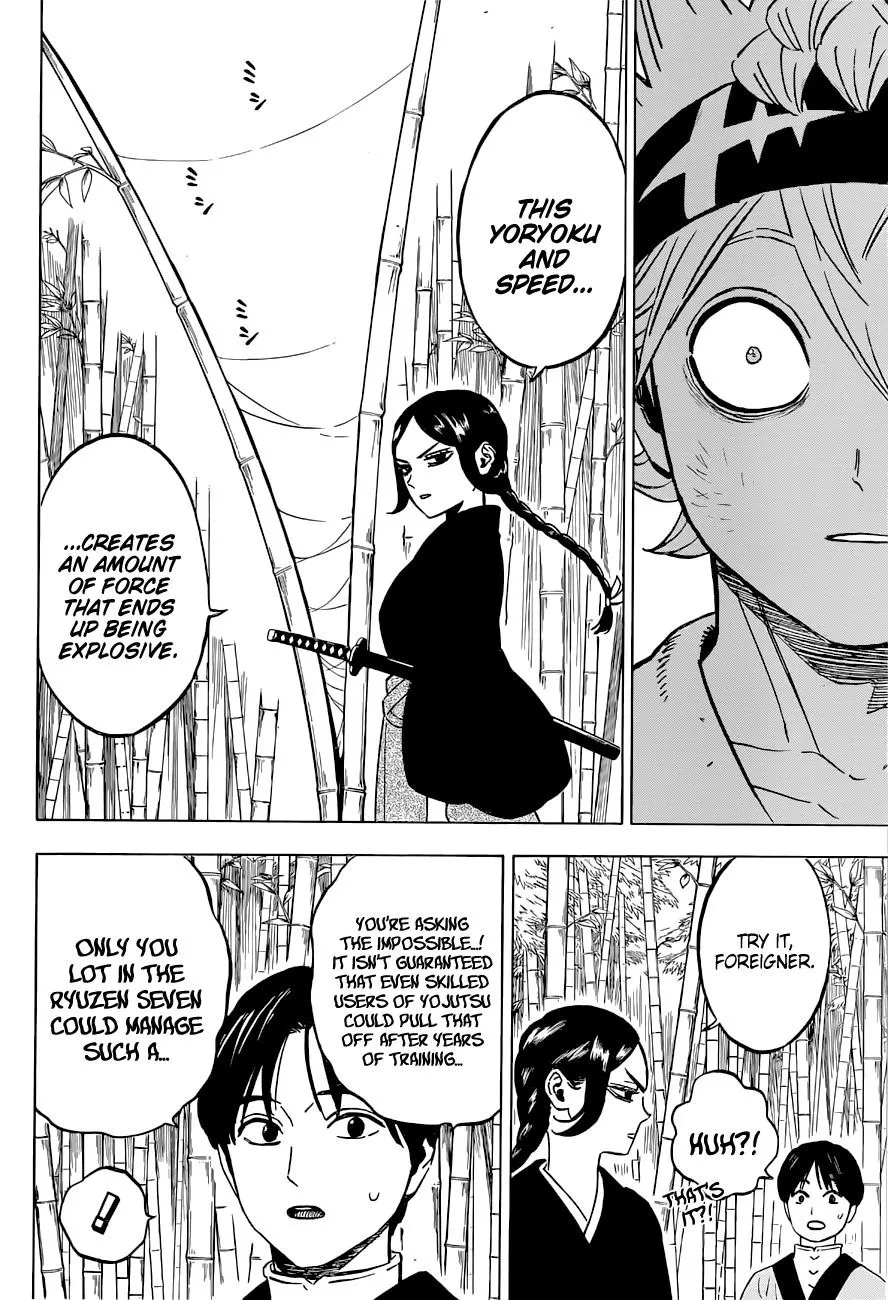 THIS
YORYOKU
AND
SPEED...
...CREATES
AN AMOUNT
OF FORCE
THAT ENDS
UP BEING
EXPLOSIVE.
TRY IT,
FOREIGNER.
HUH?!
THAT'S
IT?!
YOU'RE ASKING
THE IMPOSSIBLE..!
IT ISN'T GUARANTEED
THAT EVEN SKILLED
USERS OF YOJUTSU
COULD PULL THAT
OFF AFTER YEARS
OF TRAINING...
ONLY YOU
LOT IN THE
RYUZEN SEVEN
COULD MANAGE
SUCH A...
!